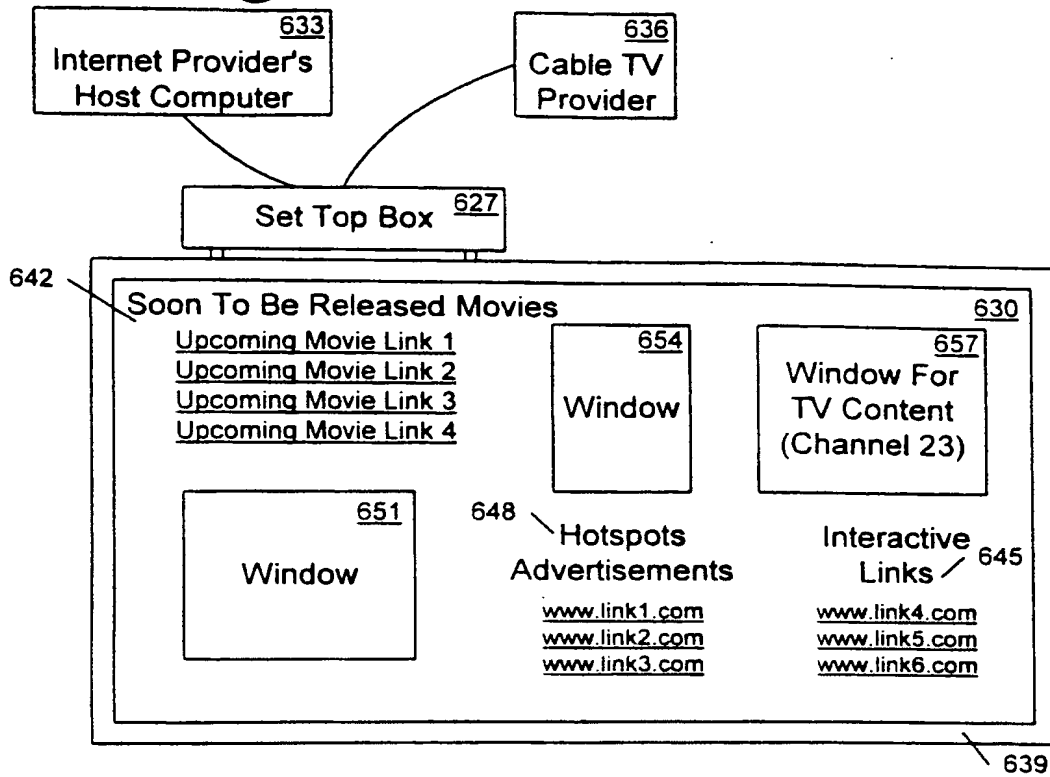 633
Internet Provider's
Host Computer
636
Cable TV
Provider
Set Top Box 627
642
Soon To Be Released Movies
630
Upcoming Movie Link 1
Upcoming Movie Link 2
Upcoming Movie Link 3
Upcoming Movie Link 4
654
Window
657
Window For
TV Content
(Channel 23)
651
Window
648
Hotspots
Advertisements
www.link1.com
www.link2.com
www.link3.com
Interactive
Links
645
www.link4.com
www.link5.com
www.link6.com
639